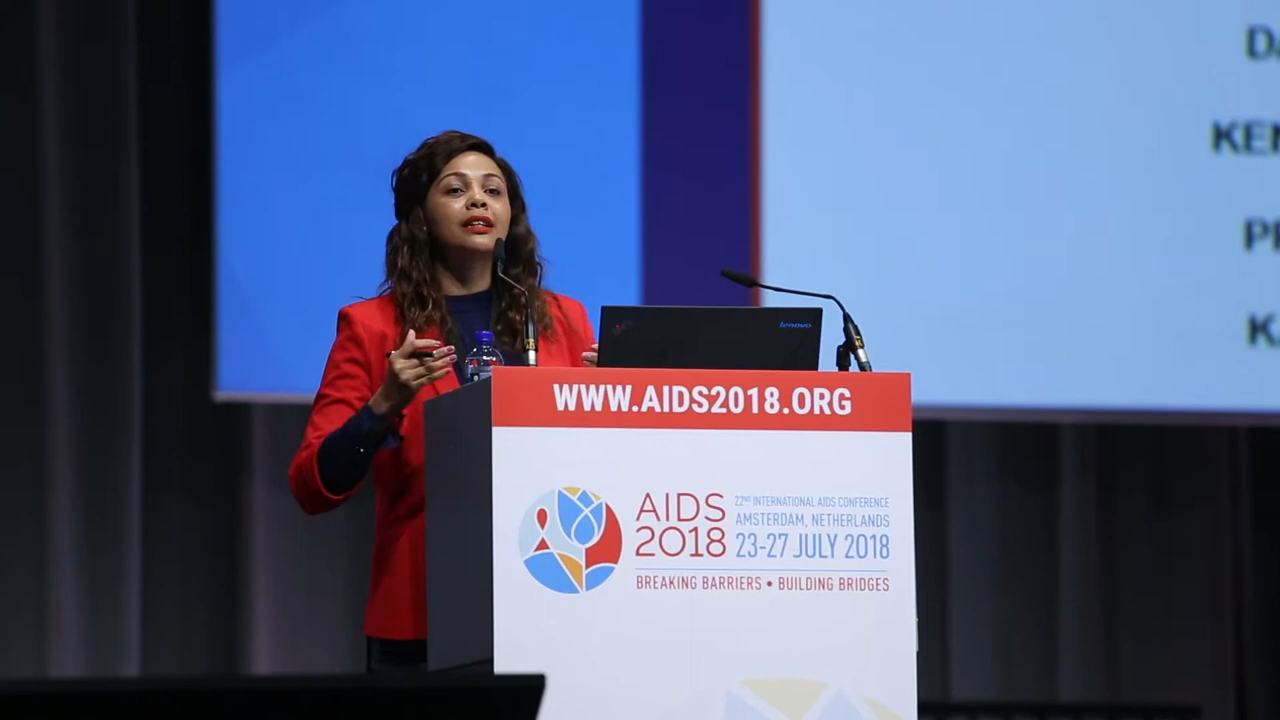 WWW.AIDS2018.ORG
lenovo
AIDS
2018
22ND INTERNATIONAL AIDS CONFERENCE
AMSTERDAM, NETHERLANDS
23-27 JULY 2018
BREAKING BARRIERS • BUILDING BRIDGES